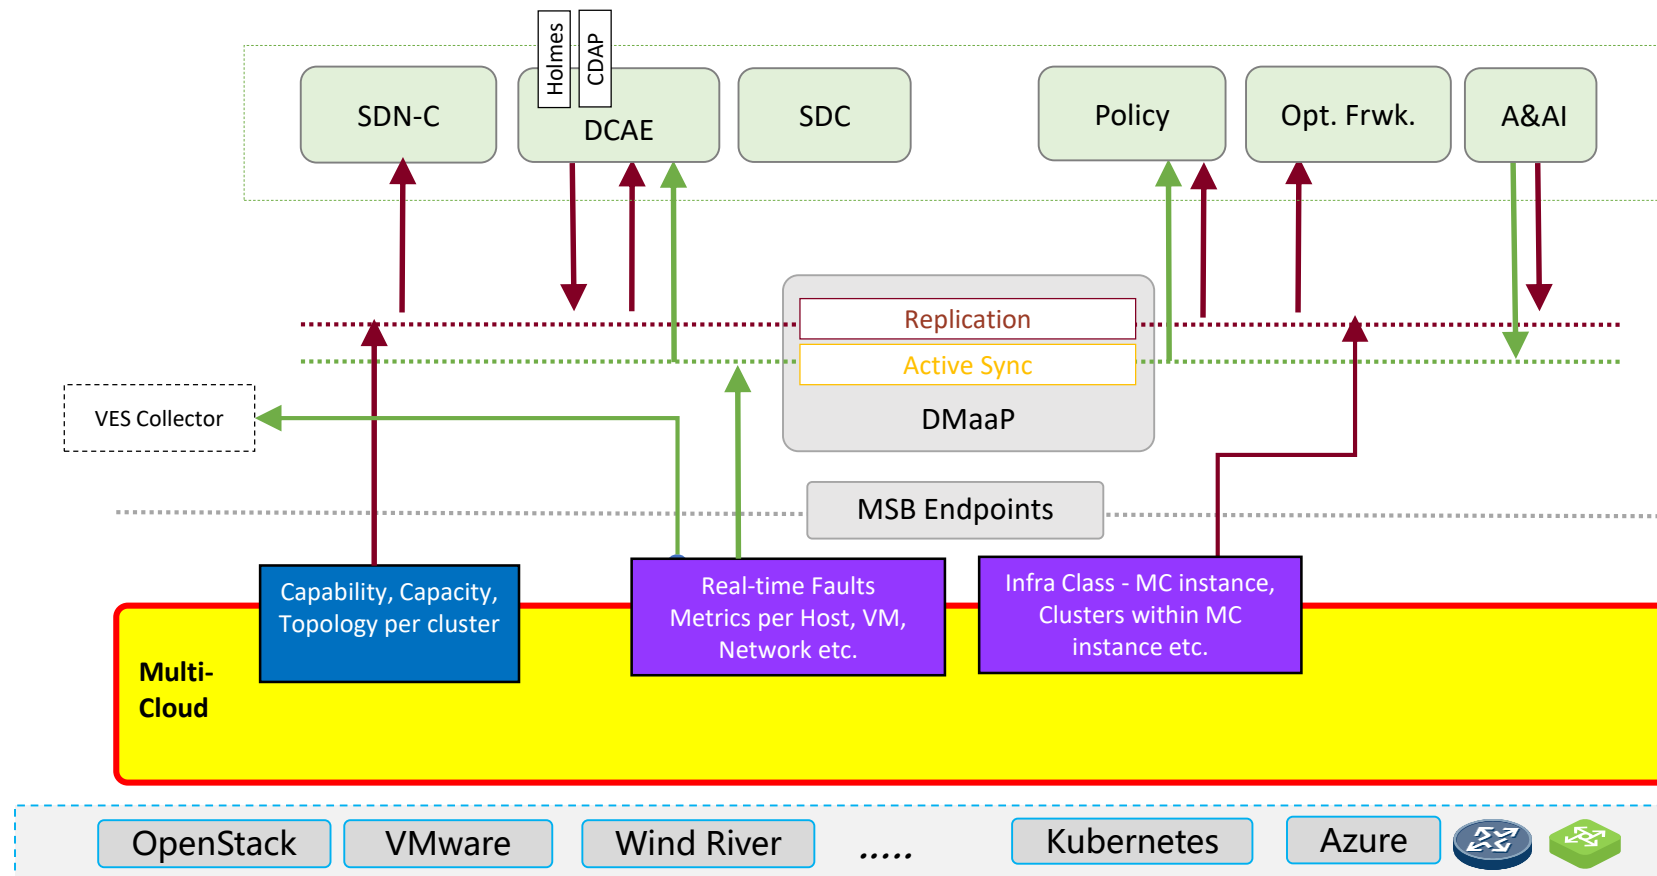 Holmes
CDAP
SDN-C
DCAE
SDC
Policy
Opt. Frwk.
A&AI
Replication
Active Sync
DMaaP
VES Collector
MSB Endpoints
Capability, Capacity,
Topology per cluster
Real-time Faults
Metrics per Host, VM,
Network etc.
Infra Class - MC instance,
Clusters within MC
instance etc.
Multi-
Cloud
OpenStack
VMware
Wind River
.....
Kubernetes
Azure